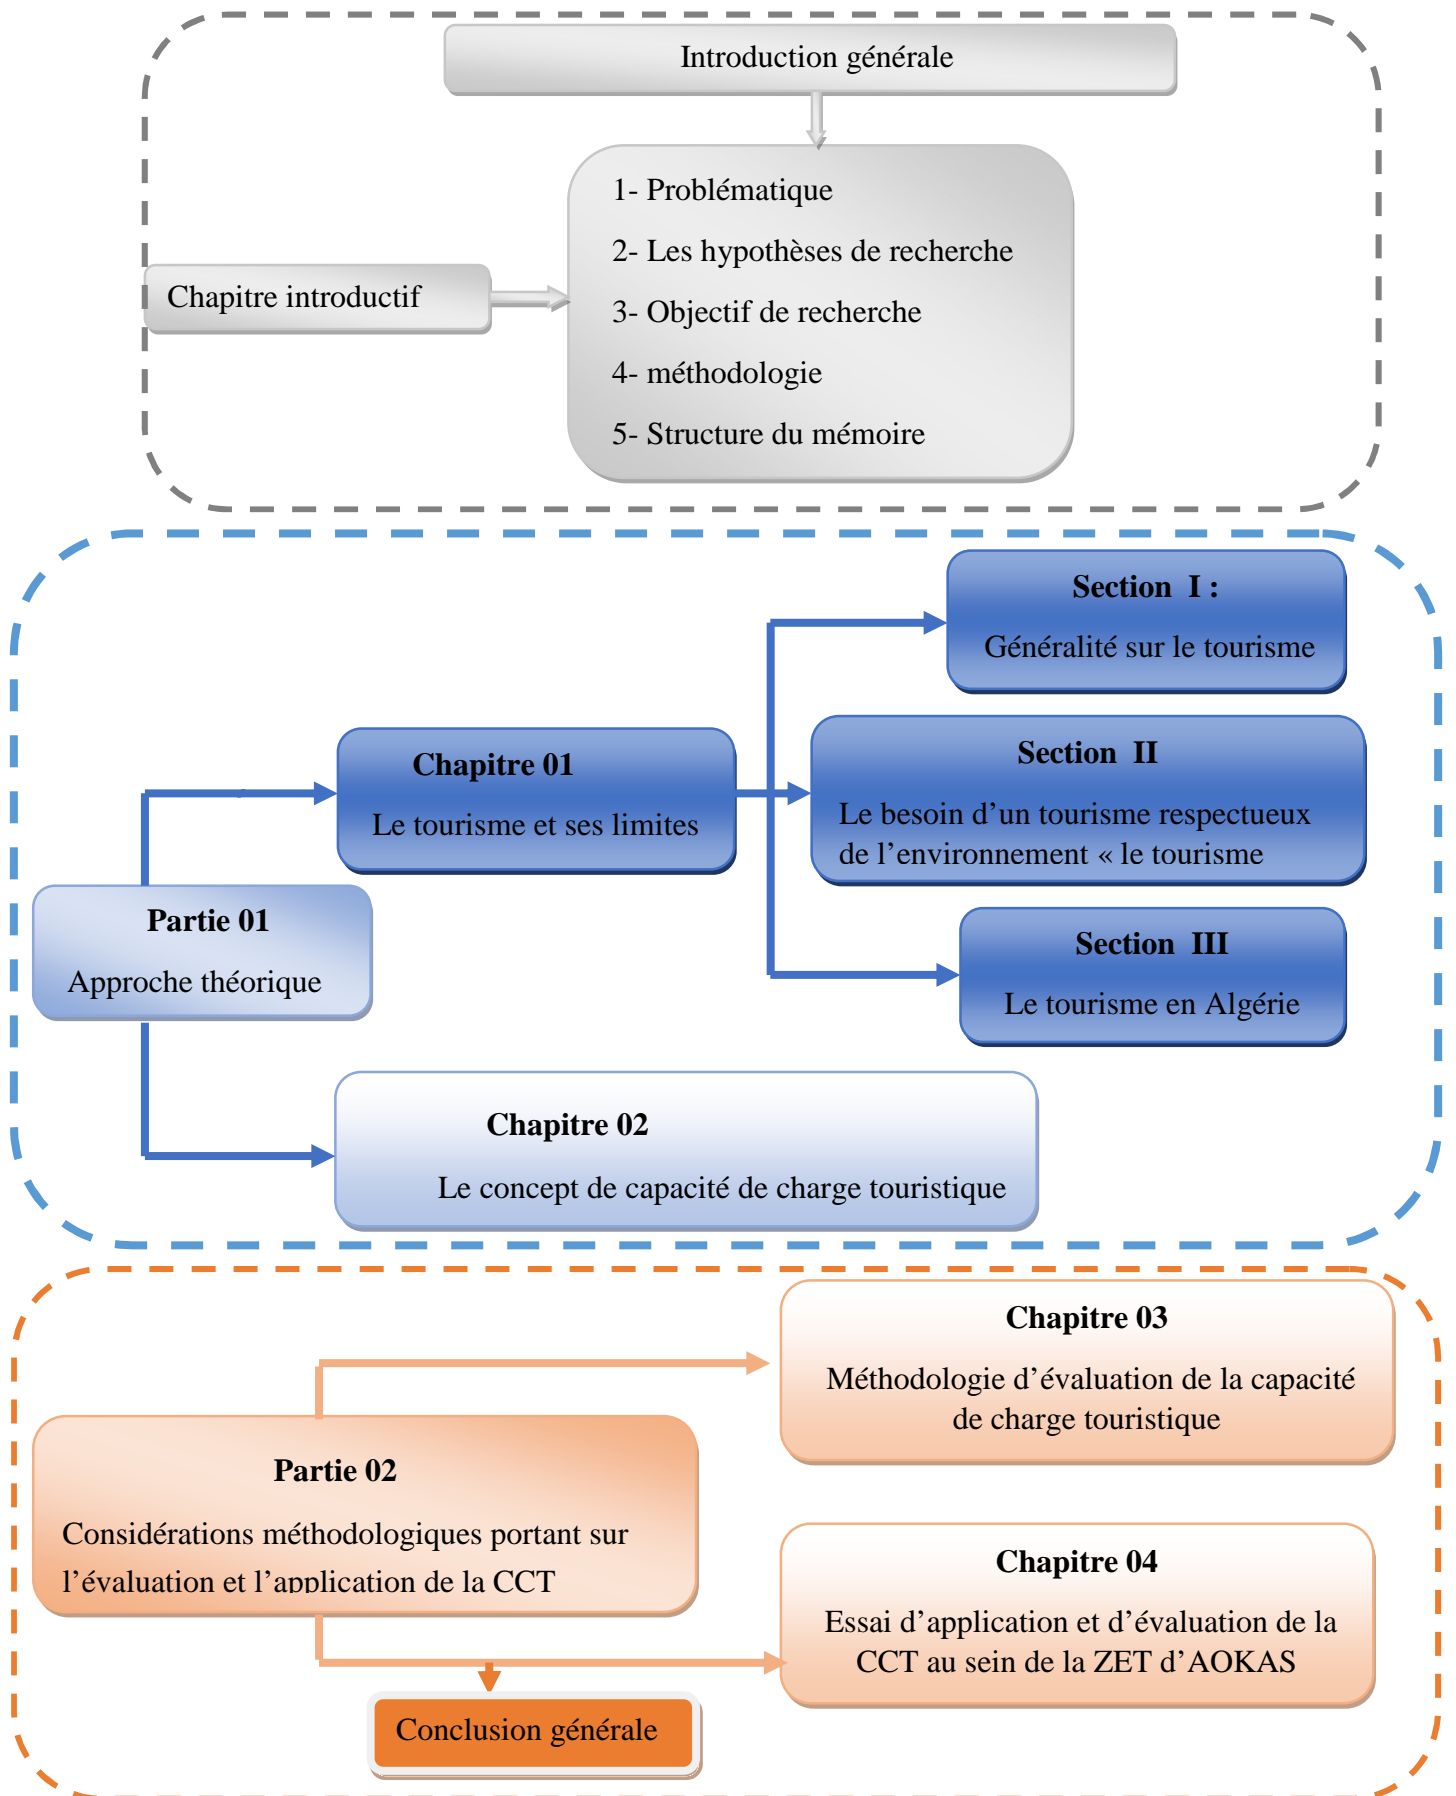 Introduction générale
1- Problématique
2- Les hypothèses de recherche
3- Objectif de recherche
4- méthodologie
5- Structure du mémoire
Chapitre introductif
Section I :
Généralité sur le tourisme
Chapitre 01
Le tourisme et ses limites
Section II
Le besoin d’un tourisme respectueux
de l’environnement « le tourisme
Partie 01
Approche théorique
Section III
Le tourisme en Algérie
Chapitre 02
Le concept de capacité de charge touristique
Chapitre 03
Méthodologie d’évaluation de la capacité
de charge touristique
Partie 02
Considérations méthodologiques portant sur
l’évaluation et l’application de la CCT
Chapitre 04
Essai d’application et d’évaluation de la
CCT au sein de la ZET d’AOKAS
Conclusion générale